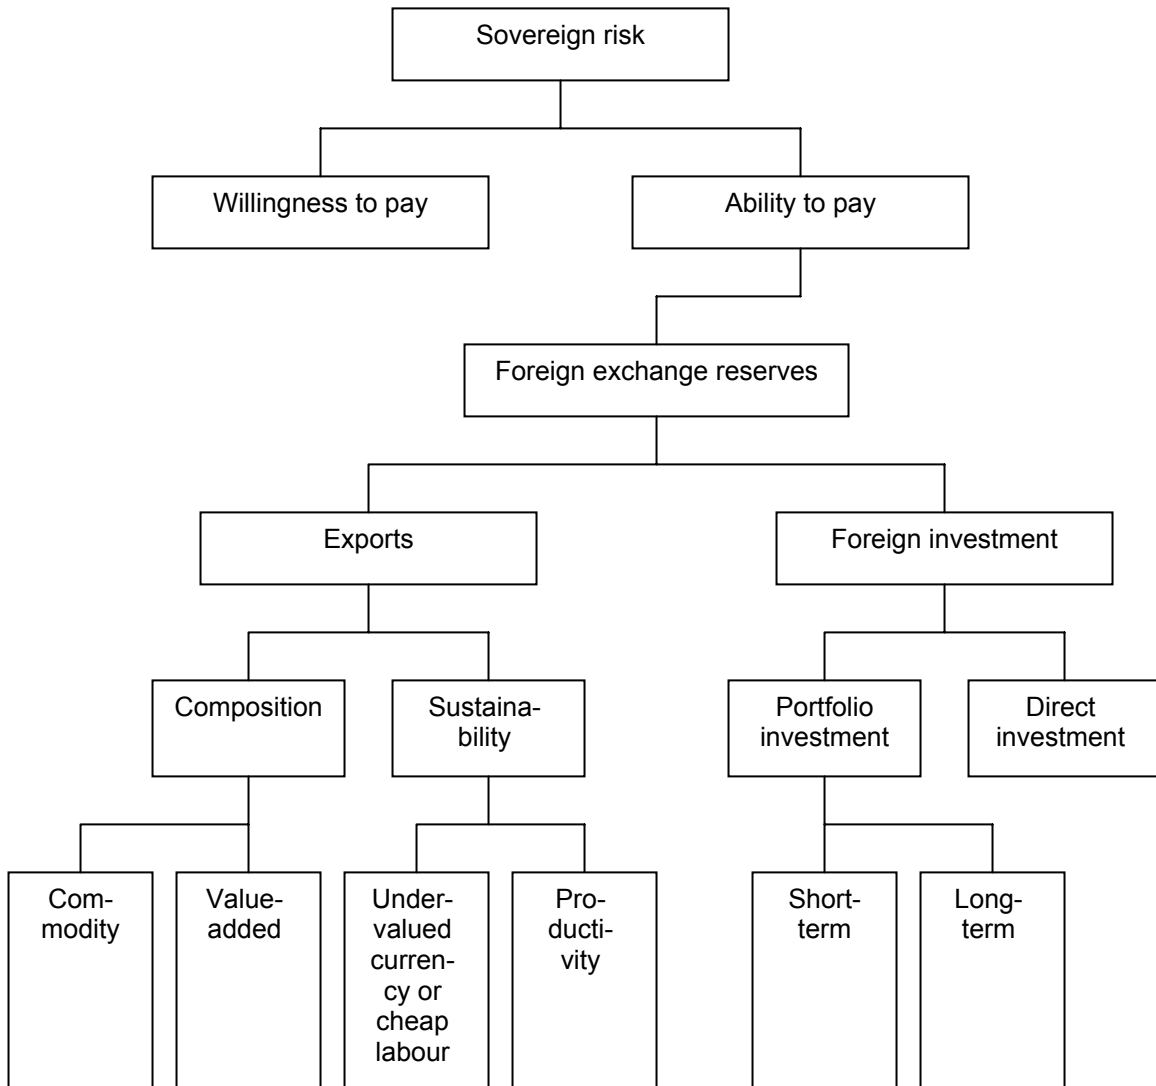 Sovereign risk
Willingness to pay
Ability to pay
Foreign exchange reserves
Exports
Foreign investment
Composition
Sustaina-
bility
Portfolio
investment
Direct
investment
Com-
modity
Value-
added
Under-
valued
curren-
cy or
cheap
labour
Pro-
ducti-
vity
Short-
term
Long-
term